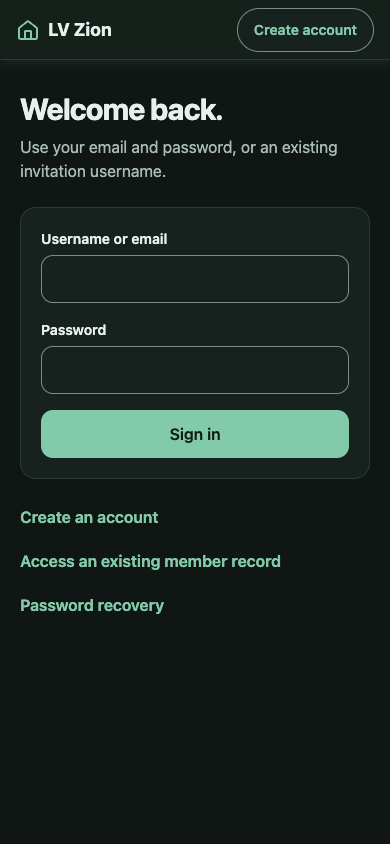 LV Zion
Create account
Welcome back.
Use your email and password, or an existing
invitation username.
Username or email
Password
Sign in
Create an account
Access an existing member record
Password recovery